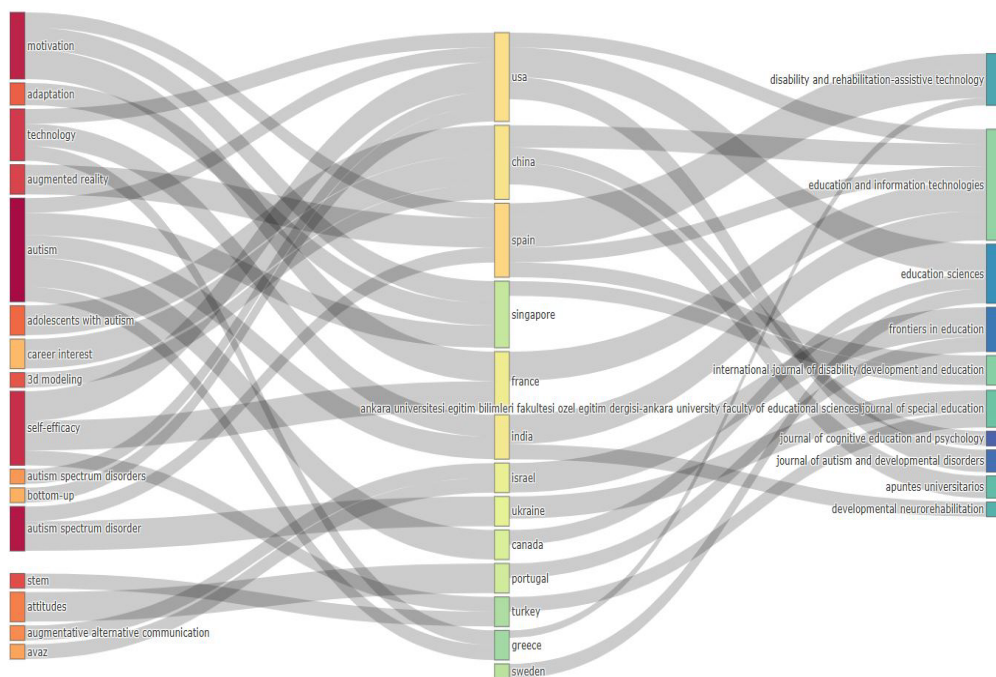 motivation
adaptation
technology
augmented reality
autism
adolescents with autism
career interest
3d modeling
self-efficacy
autism spectrum disorders
bottom-up
autism spectrum disorder
stem
attitudes
augmentative alternative communication
avaz
usa
china
spain
singapore
france
india
israel
ukraine
canada
portugal
turkey
greece
sweden
disability and rehabilitation-assistive technology
education and information technologies
education sciences
frontiers in education
international journal of disability development and education
ankara universitesi egitim bilimleri fakultesi ozel egitim dergisi-ankara university faculty of educational sciences journal of special education
journal of cognitive education and psychology
journal of autism and developmental disorders
apuntes universitarios
developmental neurorehabilitation